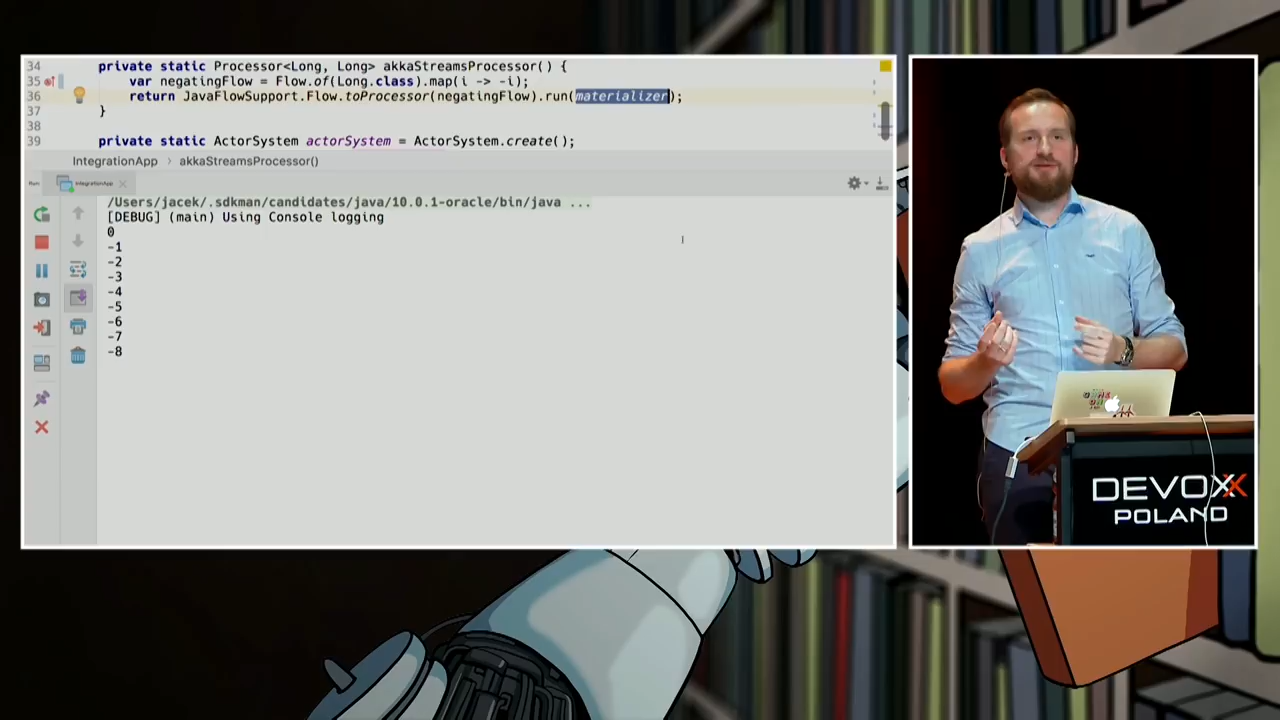 34 private static Processor<Long, Long> akkaStreamsProcessor() {
35 var negatingFlow = Flow.of(Long.class).map(i -> -i);
36 return JavaFlowSupport.Flow.toProcessor(negatingFlow).run(materializer);
37 }
38
39 private static ActorSystem actorSystem = ActorSystem.create();
IntegrationApp > akkaStreamsProcessor()
Run: IntegrationApp
/Users/jacek/.sdkman/candidates/java/10.0.1-oracle/bin/java ...
[DEBUG] (main) Using Console logging
0
-1
-2
-3
-4
-5
-6
-7
-8
DEVOXX
POLAND